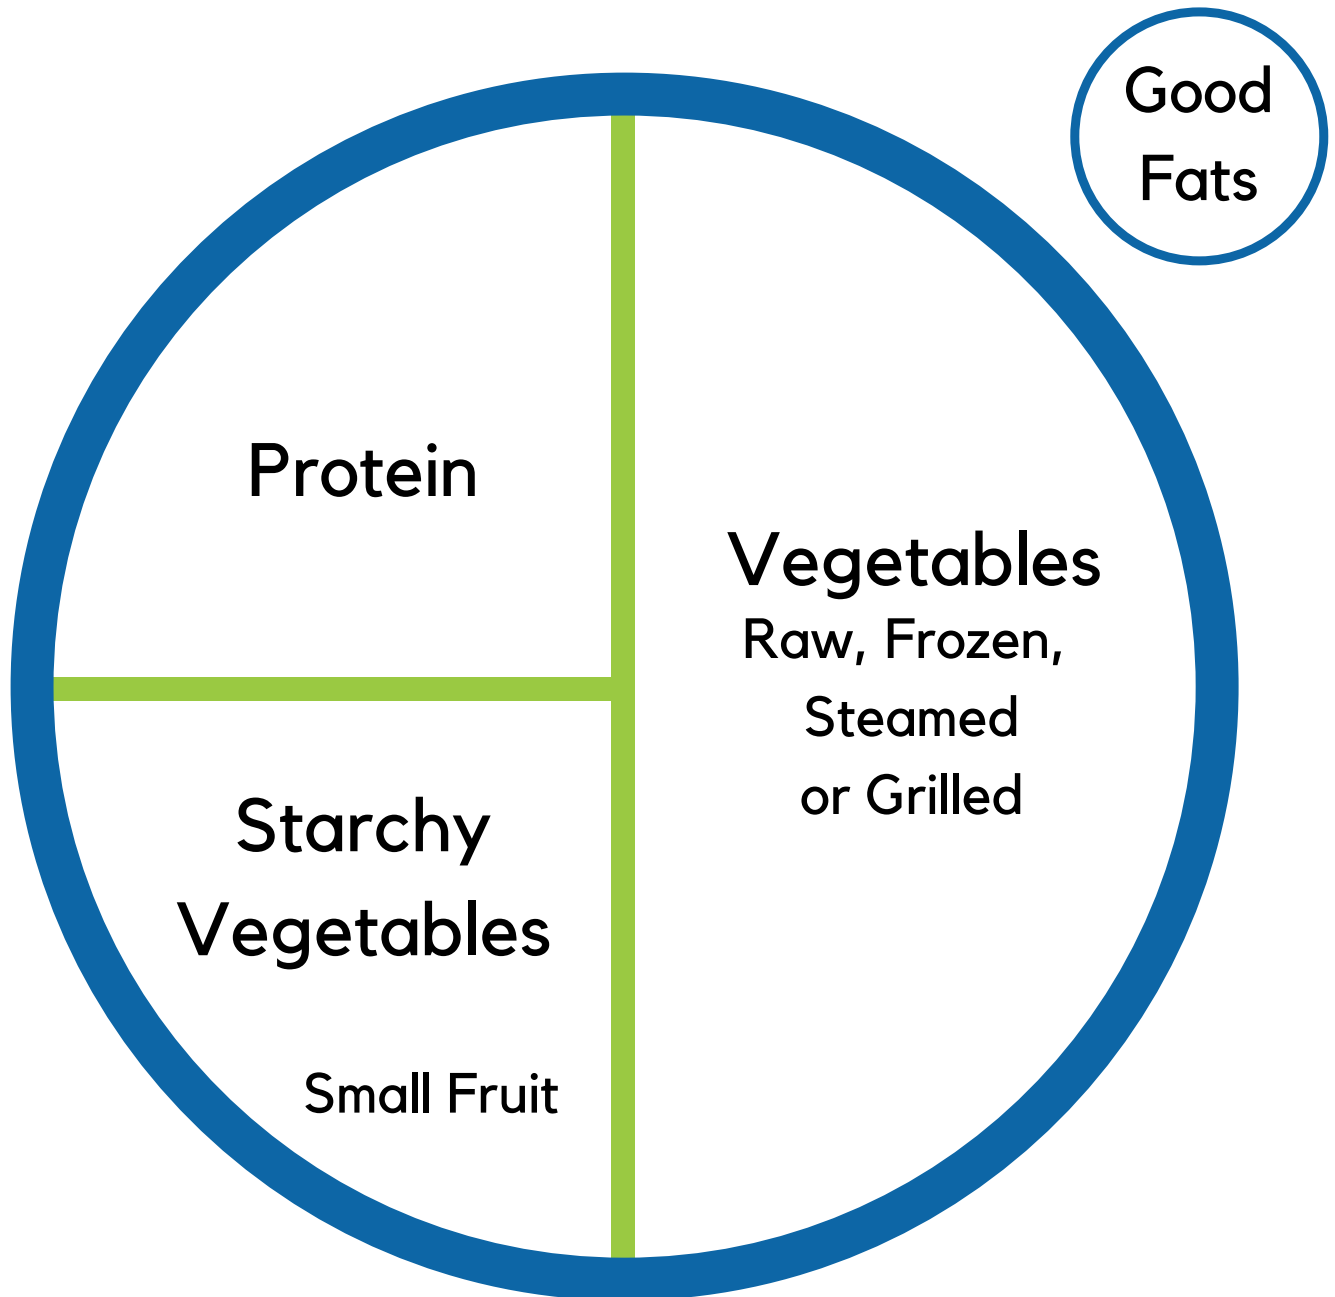 Good
Fats
Protein
Vegetables
Raw, Frozen,
Steamed
or Grilled
Starchy
Vegetables
Small Fruit